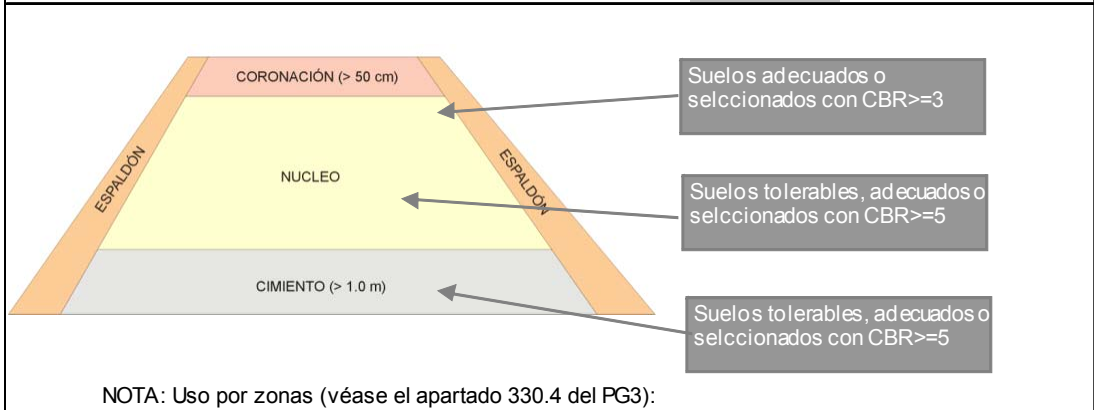 CORONACIÓN (> 50 cm)
Suelos adecuados o
selccionados con CBR>=3
ESPALDÓN
NUCLEO
ESPALDÓN
Suelos tolerables, adecuados o
selccionados con CBR>=5
CIMIENTO (> 1.0 m)
Suelos tolerables, adecuados o
selccionados con CBR>=5
NOTA: Uso por zonas (véase el apartado 330.4 del PG3):